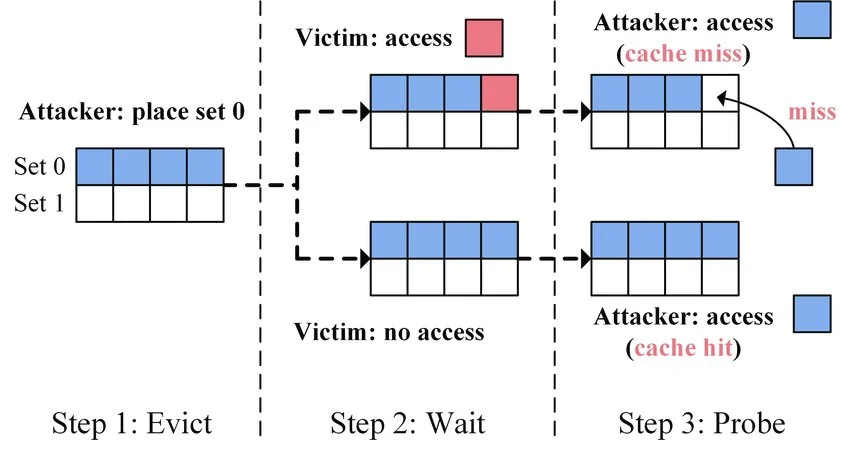 Attacker: place set 0
Set 0
Set 1
Step 1: Evict
Victim: access
Victim: no access
Step 2: Wait
Attacker: access
(cache miss)
miss
Attacker: access
(cache hit)
Step 3: Probe